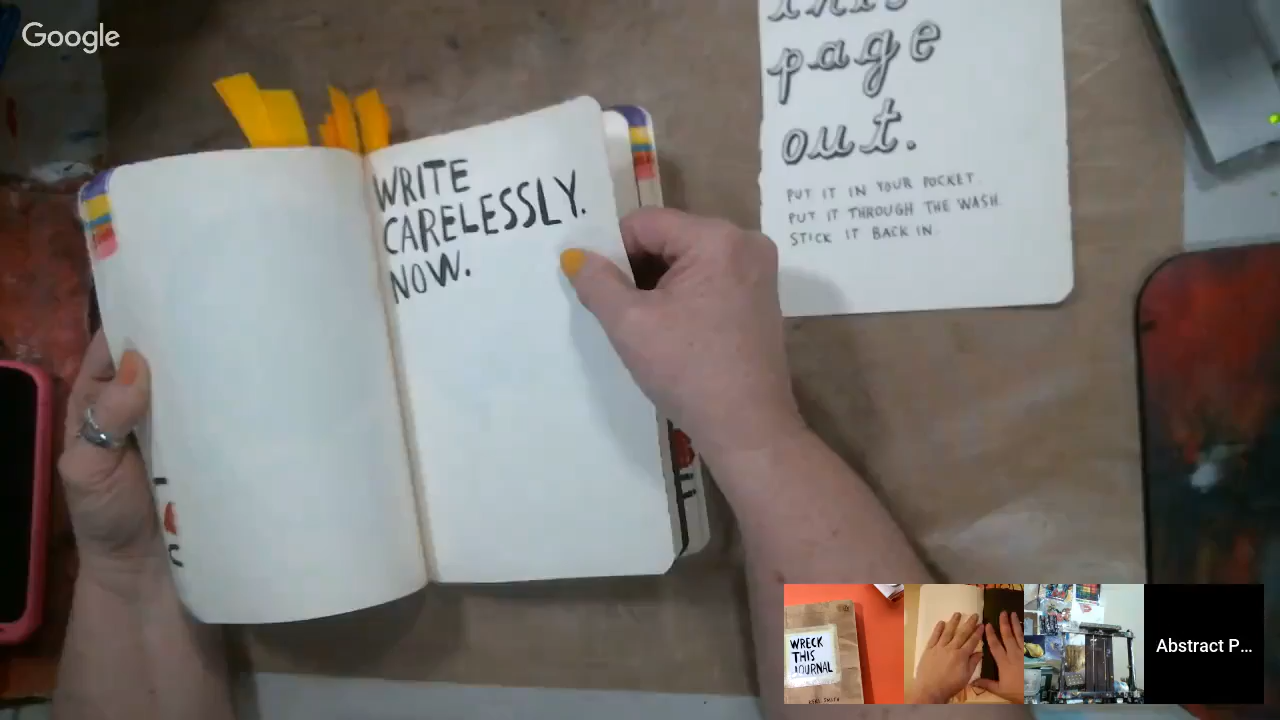 Google
WRITE
CARELESSLY.
NOW.
this
page
out.
PUT IT IN YOUR POCKET.
PUT IT THROUGH THE WASH.
STICK IT BACK IN.
WRECK
THIS
JOURNAL
Abstract P...